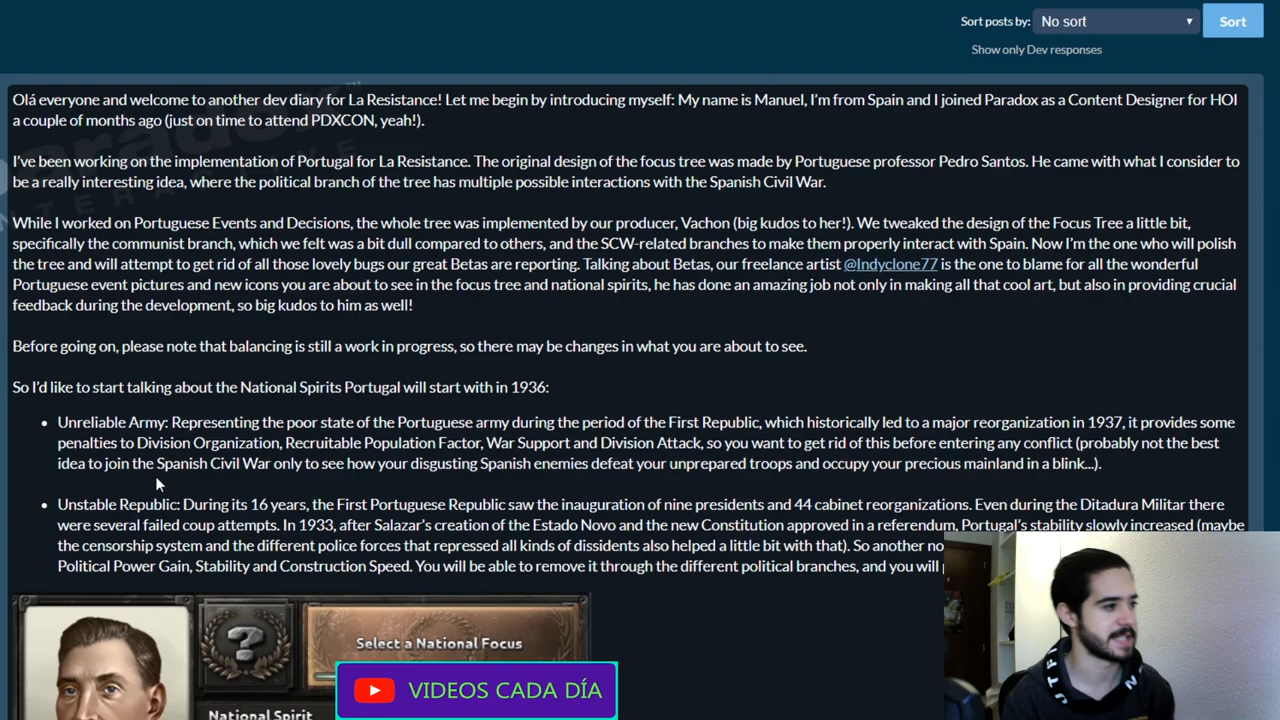 Sort posts by:
No sort
Sort
Show only Dev responses
Olá everyone and welcome to another dev diary for La Resistance! Let me begin by introducing myself: My name is Manuel, I'm from Spain and I joined Paradox as a Content Designer for HOI
a couple of months ago (just on time to attend PDXCON, yeah!).
I've been working on the implementation of Portugal for La Resistance. The original design of the focus tree was made by Portuguese professor Pedro Santos. He came with what I consider to
be a really interesting idea, where the political branch of the tree has multiple possible interactions with the Spanish Civil War.
While I worked on Portuguese Events and Decisions, the whole tree was implemented by our producer, Vachon (big kudos to her!). We tweaked the design of the Focus Tree a little bit,
specifically the communist branch, which we felt was a bit dull compared to others, and the SCW-related branches to make them properly interact with Spain. Now I'm the one who will polish
the tree and will attempt to get rid of all those lovely bugs our great Betas are reporting. Talking about Betas, our freelance artist @Indyclone77 is the one to blame for all the wonderful
Portuguese event pictures and new icons you are about to see in the focus tree and national spirits, he has done an amazing job not only in making all that cool art, but also in providing crucial
feedback during the development, so big kudos to him as well!
Before going on, please note that balancing is still a work in progress, so there may be changes in what you are about to see.
So I'd like to start talking about the National Spirits Portugal will start with in 1936:
• Unreliable Army: Representing the poor state of the Portuguese army during the period of the First Republic, which historically led to a major reorganization in 1937, it provides some
penalties to Division Organization, Recruitable Population Factor, War Support and Division Attack, so you want to get rid of this before entering any conflict (probably not the best
idea to join the Spanish Civil War only to see how your disgusting Spanish enemies defeat your unprepared troops and occupy your precious mainland in a blink...).
• Unstable Republic: During its 16 years, the First Portuguese Republic saw the inauguration of nine presidents and 44 cabinet reorganizations. Even during the Ditadura Militar there
were several failed coup attempts. In 1933, after Salazar's creation of the Estado Novo and the new Constitution approved in a referendum, Portugal's stability slowly increased (maybe
the censorship system and the different police forces that repressed all kinds of dissidents also helped a little bit with that). So another
Political Power Gain, Stability and Construction Speed. You will be able to remove it through the different political branches, and you will
Select a National Focus
National Spirit
VIDEOS CADA DÍA